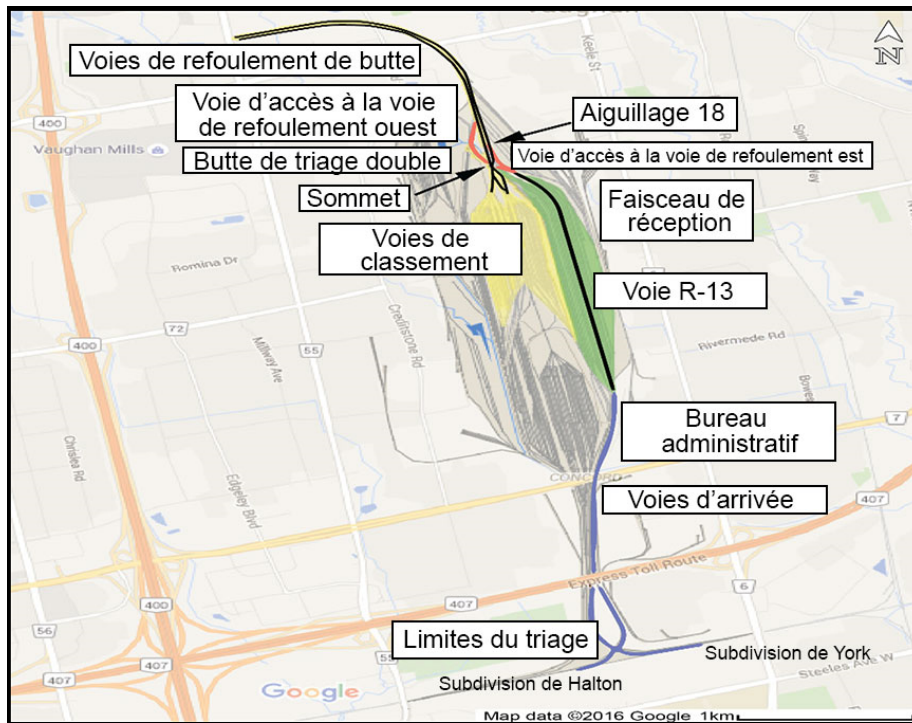 Vaughan
Keele St
N
Voies de refoulement de butte
Voie d'accès à la voie
de refoulement ouest
Aiguillage 18
400
Vaughan Mills
Butte de triage double
Voie d'accès à la voie de refoulement est
Sommet
Faisceau de
réception
Voies de
classement
Romina Dr
Voie R-13
72
Millway Ave
55
Creditstone Rd
Rivermede Rd
400
Bureau
administratif
7
Chrislea Rd
Edgeley Blvd
CONCORD
Voies d'arrivée
407
Express Toll Route
6
400
407
56
Limites du triage
407
55
Subdivision de York
Steeles Ave W
Google
Subdivision de Halton
Map data ©2016 Google 1km